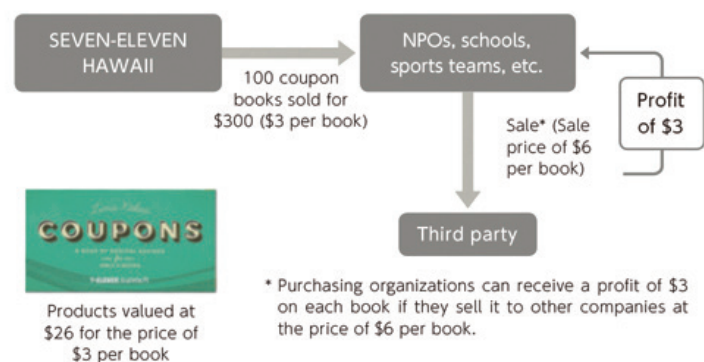 SEVEN-ELEVEN
HAWAII
100 coupon
books sold for
$300 ($3 per book)
NPOs, schools,
sports teams, etc.
Sale* (Sale
price of $6
per book)
Profit
of $3
Third party
COUPONS
Products valued at
$26 for the price of
$3 per book
* Purchasing organizations can receive a profit of $3
on each book if they sell it to other companies at
the price of $6 per book.